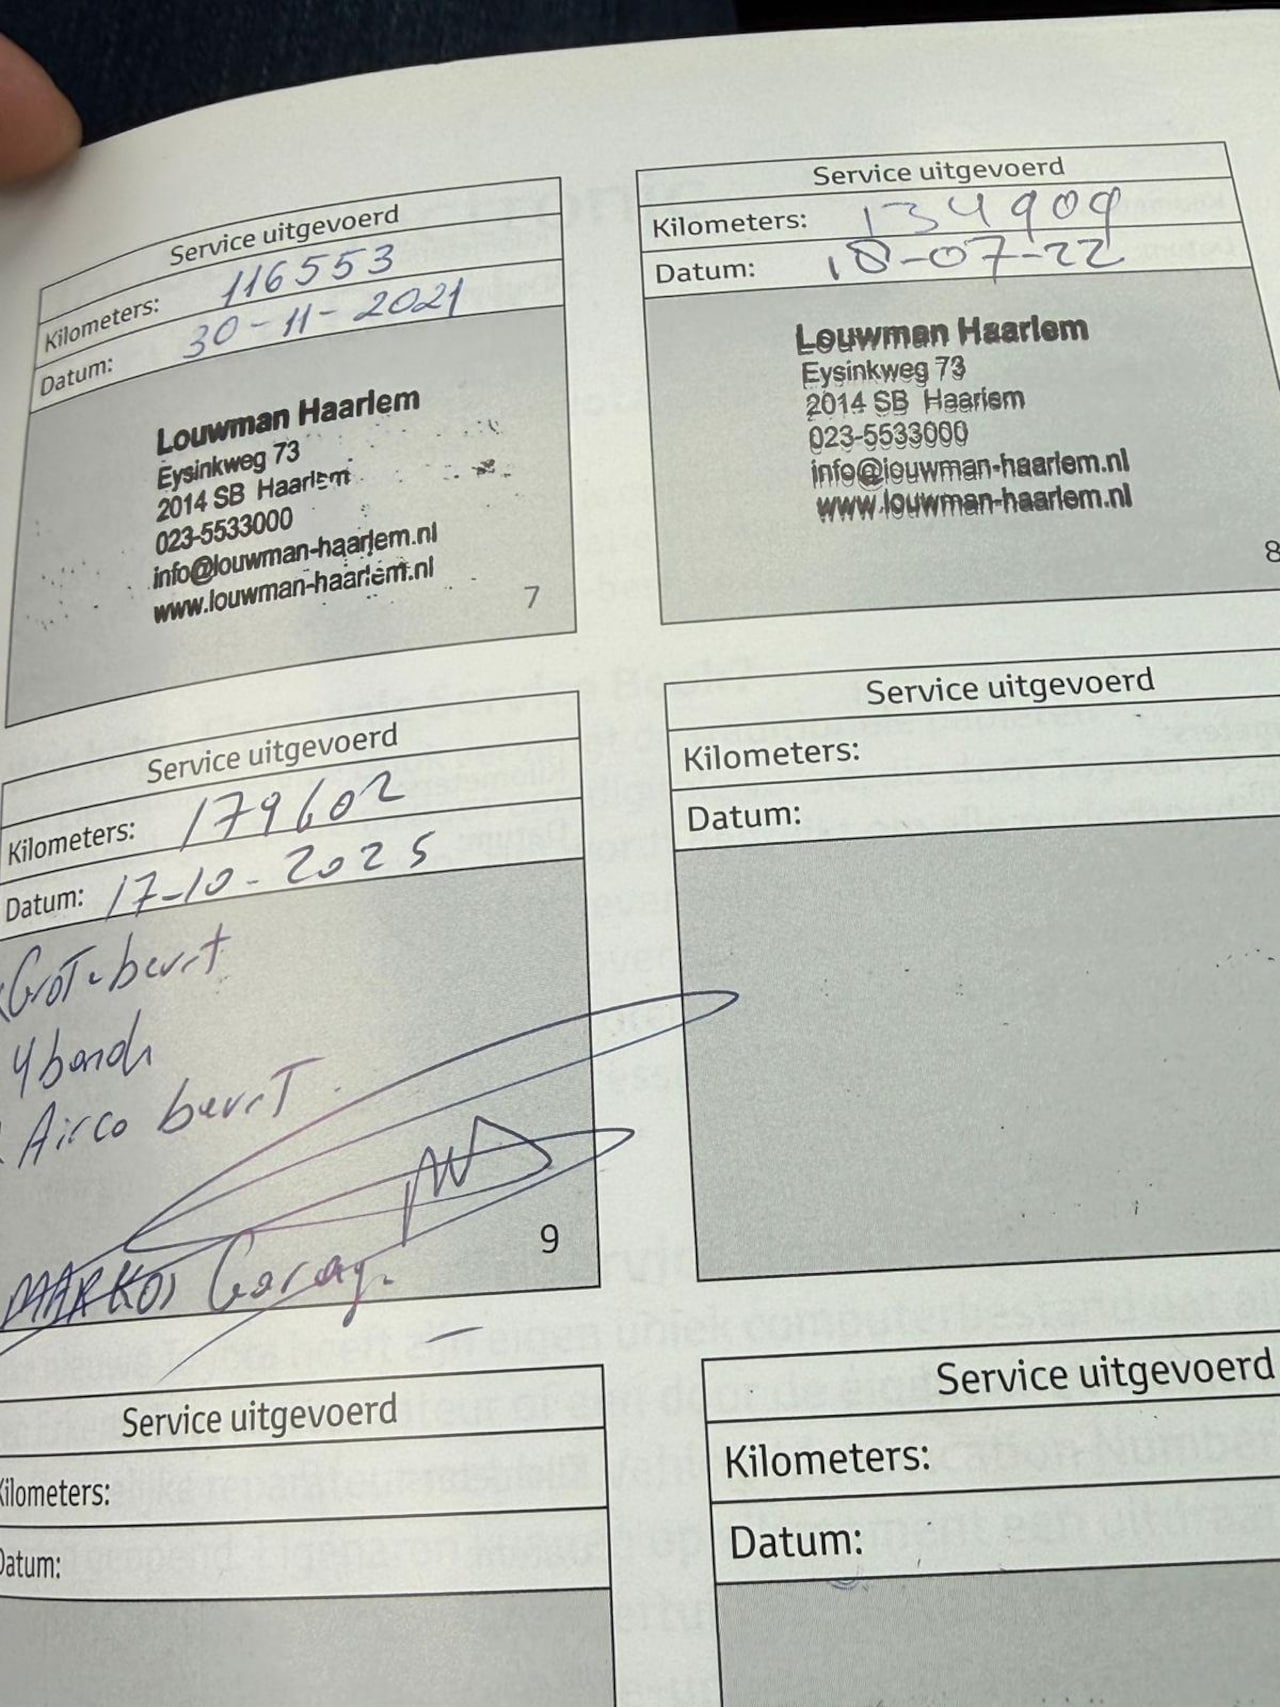 Service uitgevoerd
Kilometers: 116553
Datum: 30-11-2021
Louwman Haarlem
Eysinkweg 73
2014 SB Haarlem
023-5533000
info@louwman-haarlem.nl
www.louwman-haarlem.nl
7
Service uitgevoerd
Kilometers: 134909
Datum: 18-07-22
Louwman Haarlem
Eysinkweg 73
2014 SB Haarlem
023-5533000
info@louwman-haarlem.nl
www.louwman-haarlem.nl
8
Service uitgevoerd
Kilometers: 179602
Datum: 17-10-2025
Grote beurt
4 band
Airco beurt
MARKOS Garage
9
Service uitgevoerd
Kilometers:
Datum:
Service uitgevoerd
Kilometers:
Datum:
Service uitgevoerd
Kilometers:
Datum: